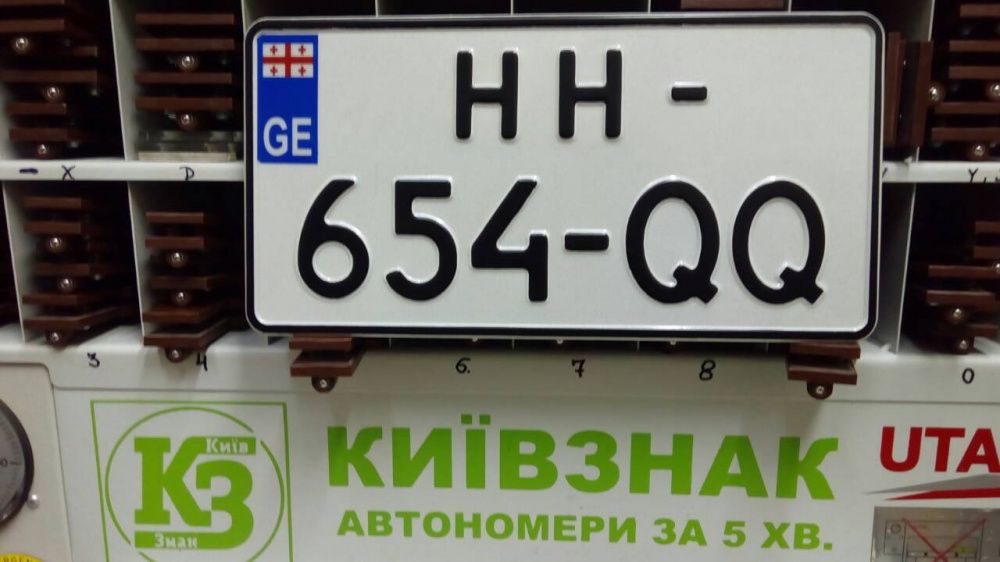 GE
HH-
654-QQ
- X D Y,
3 4 6. 7 8 0
Київ
КЗ
Знак
КИЇВЗНАК
АВТОНОМЕРИ ЗА 5 ХВ.
UTA